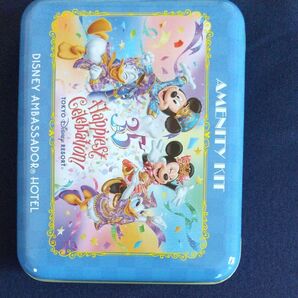 AMENITY KIT
35
Happiest
Celebration!
TOKYO Disney RESORT
DISNEY AMBASSADOR® HOTEL